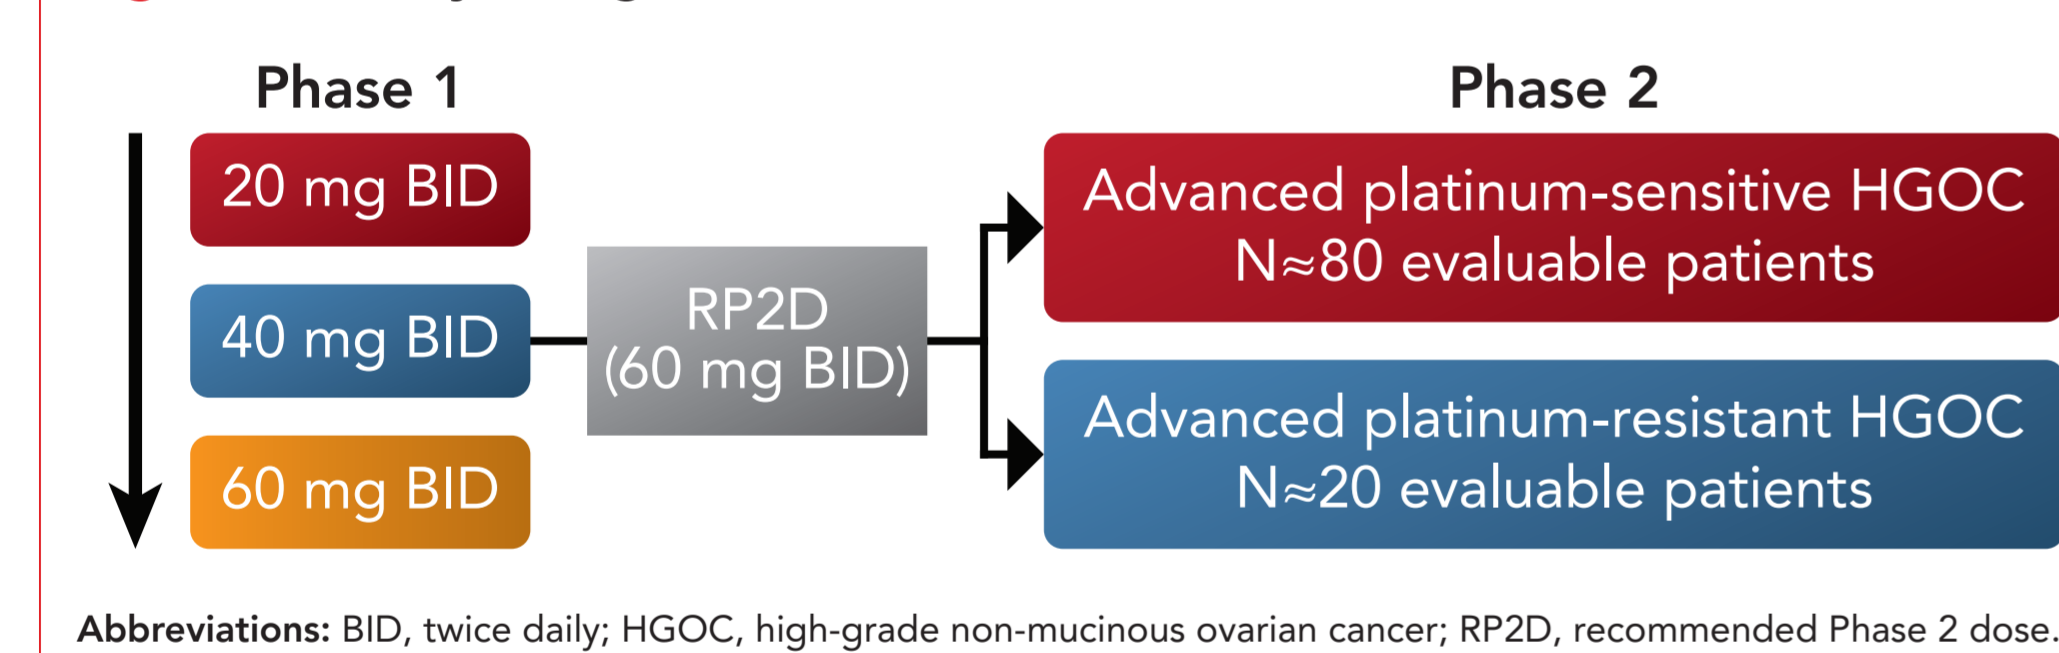 Phase 1
20 mg BID
40 mg BID
60 mg BID
RP2D
(60 mg BID)
Phase 2
Advanced platinum-sensitive HGOC
N≈80 evaluable patients
Advanced platinum-resistant HGOC
N≈20 evaluable patients
Abbreviations: BID, twice daily; HGOC, high-grade non-mucinous ovarian cancer; RP2D, recommended Phase 2 dose.